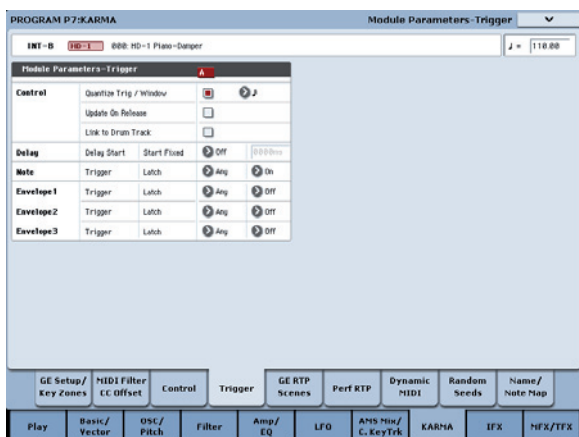 PROGRAM P7:KARMA Module Parameters-Trigger
INT-B HD-1 000: HD-1 Piano-Damper ♩= 110.00
Module Parameters-Trigger A
Control Quantize Trig / Window ♪
Update On Release
Link to Drum Track
Delay Delay Start Start Fixed Off 0000ms
Note Trigger Latch Any On
Envelope1 Trigger Latch Any Off
Envelope2 Trigger Latch Any Off
Envelope3 Trigger Latch Any Off
GE Setup/ Key Zones MIDI Filter CC Offset Control Trigger GE RTP Scenes Perf RTP Dynamic MIDI Random Seeds Name/ Note Map
Play Basic/ Vector OSC/ Pitch Filter Amp/ EQ LFO AMS Mix/ C. KeyTrk KARMA IFX MFX/TFX